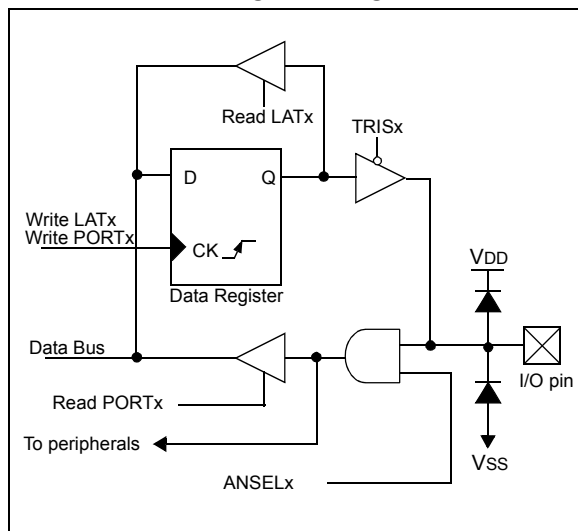 Read LATx
TRISx
D Q
Write LATx
Write PORTx
CK
Data Register
VDD
Data Bus
I/O pin
Read PORTx
To peripherals
VSS
ANSELx